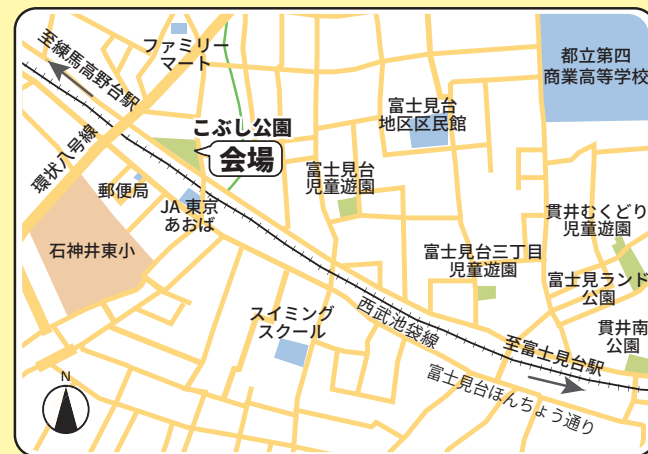 ファミリー
マート
都立第四
商業高等学校
至練馬高野台駅
富士見台
地区区民館
こぶし公園
会場
環状八号線
富士見台
児童遊園
郵便局
JA 東京
あおば
貫井むくどり
児童遊園
石神井東小
富士見台三丁目
児童遊園
富士見ランド
公園
スイミング
スクール
西武池袋線
貫井南
公園
至富士見台駅
富士見台ほんちょう通り
N